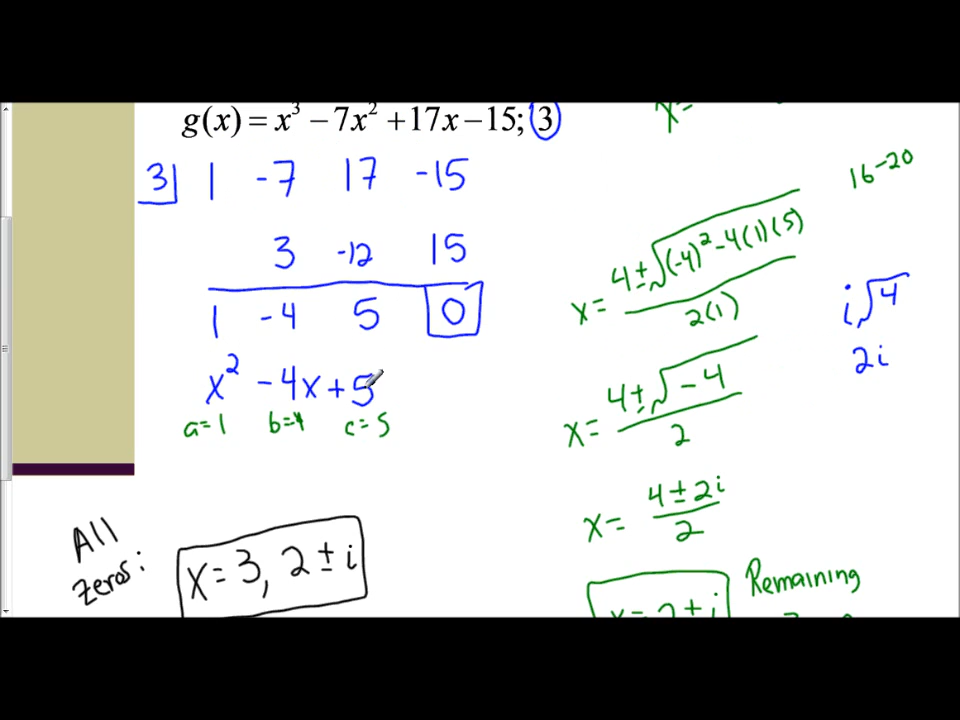 g(x) = x³ − 7x² + 17x − 15; 3
3 1 -7 17 -15
3 -12 15
1 -4 5 0
x² - 4x + 5
a=1 b=4 c=5
All zeros:
x = 3, 2 ± i
x=
16-20
x = 4 ± √(-4)² - 4(1)(5)
2(1)
i√4
2i
x = 4 ± √-4
2
x = 4 ± 2i
2
x = 2 ± i
Remaining